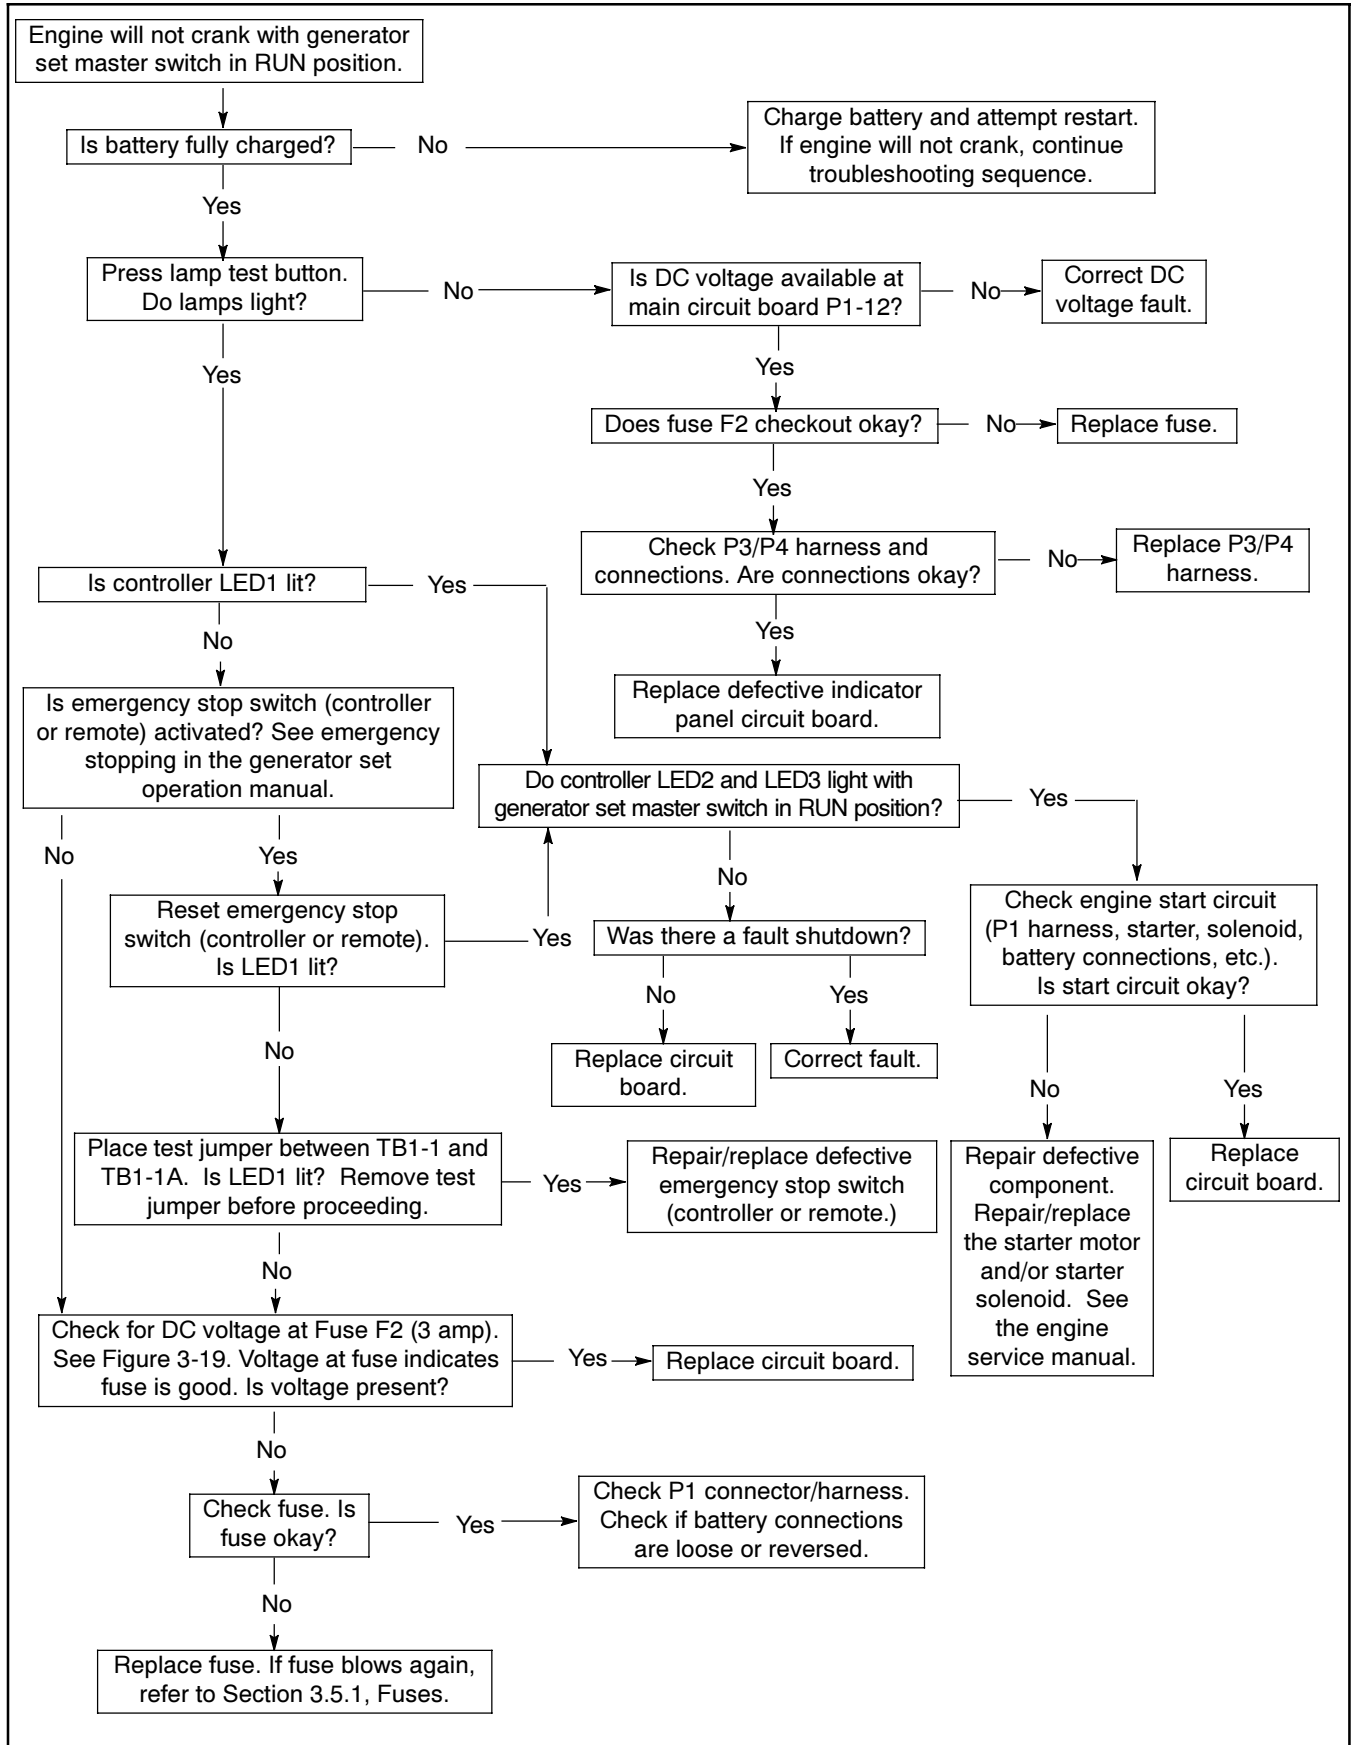 Engine will not crank with generator
set master switch in RUN position.
Is battery fully charged?
No
Charge battery and attempt restart.
If engine will not crank, continue
troubleshooting sequence.
Yes
Press lamp test button.
Do lamps light?
No
Is DC voltage available at
main circuit board P1-12?
No
Correct DC
voltage fault.
Yes
Yes
Does fuse F2 checkout okay?
No
Replace fuse.
Yes
Check P3/P4 harness and
connections. Are connections okay?
No
Replace P3/P4
harness.
Is controller LED1 lit?
Yes
No
Yes
Replace defective indicator
panel circuit board.
Is emergency stop switch (controller
or remote) activated? See emergency
stopping in the generator set
operation manual.
Do controller LED2 and LED3 light with
generator set master switch in RUN position?
Yes
No
Yes
No
Reset emergency stop
switch (controller or remote).
Is LED1 lit?
Yes
Was there a fault shutdown?
Check engine start circuit
(P1 harness, starter, solenoid,
battery connections, etc.).
Is start circuit okay?
No
No
Yes
Replace circuit
board.
Correct fault.
No
Yes
Place test jumper between TB1-1 and
TB1-1A. Is LED1 lit? Remove test
jumper before proceeding.
Yes
Repair/replace defective
emergency stop switch
(controller or remote.)
Repair defective
component.
Repair/replace
the starter motor
and/or starter
solenoid. See
the engine
service manual.
Replace
circuit board.
No
Check for DC voltage at Fuse F2 (3 amp).
See Figure 3-19. Voltage at fuse indicates
fuse is good. Is voltage present?
Yes
Replace circuit board.
No
Check fuse. Is
fuse okay?
Yes
Check P1 connector/harness.
Check if battery connections
are loose or reversed.
No
Replace fuse. If fuse blows again,
refer to Section 3.5.1, Fuses.